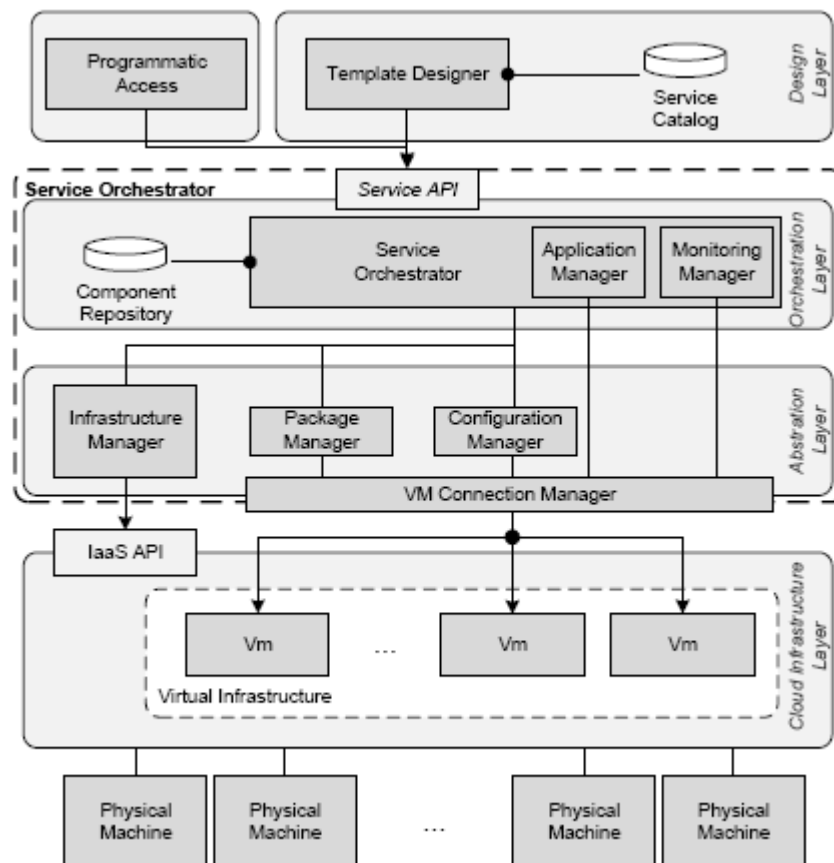 Programmatic
Access
Template Designer
Service
Catalog
Design
Layer
Service Orchestrator
Service API
Component
Repository
Service
Orchestrator
Application
Manager
Monitoring
Manager
Orchestration
Layer
Infrastructure
Manager
Package
Manager
Configuration
Manager
Abstration
Layer
VM Connection Manager
IaaS API
Vm
...
Vm
Vm
Virtual Infrastructure
Cloud Infrastructure
Layer
Physical
Machine
Physical
Machine
...
Physical
Machine
Physical
Machine